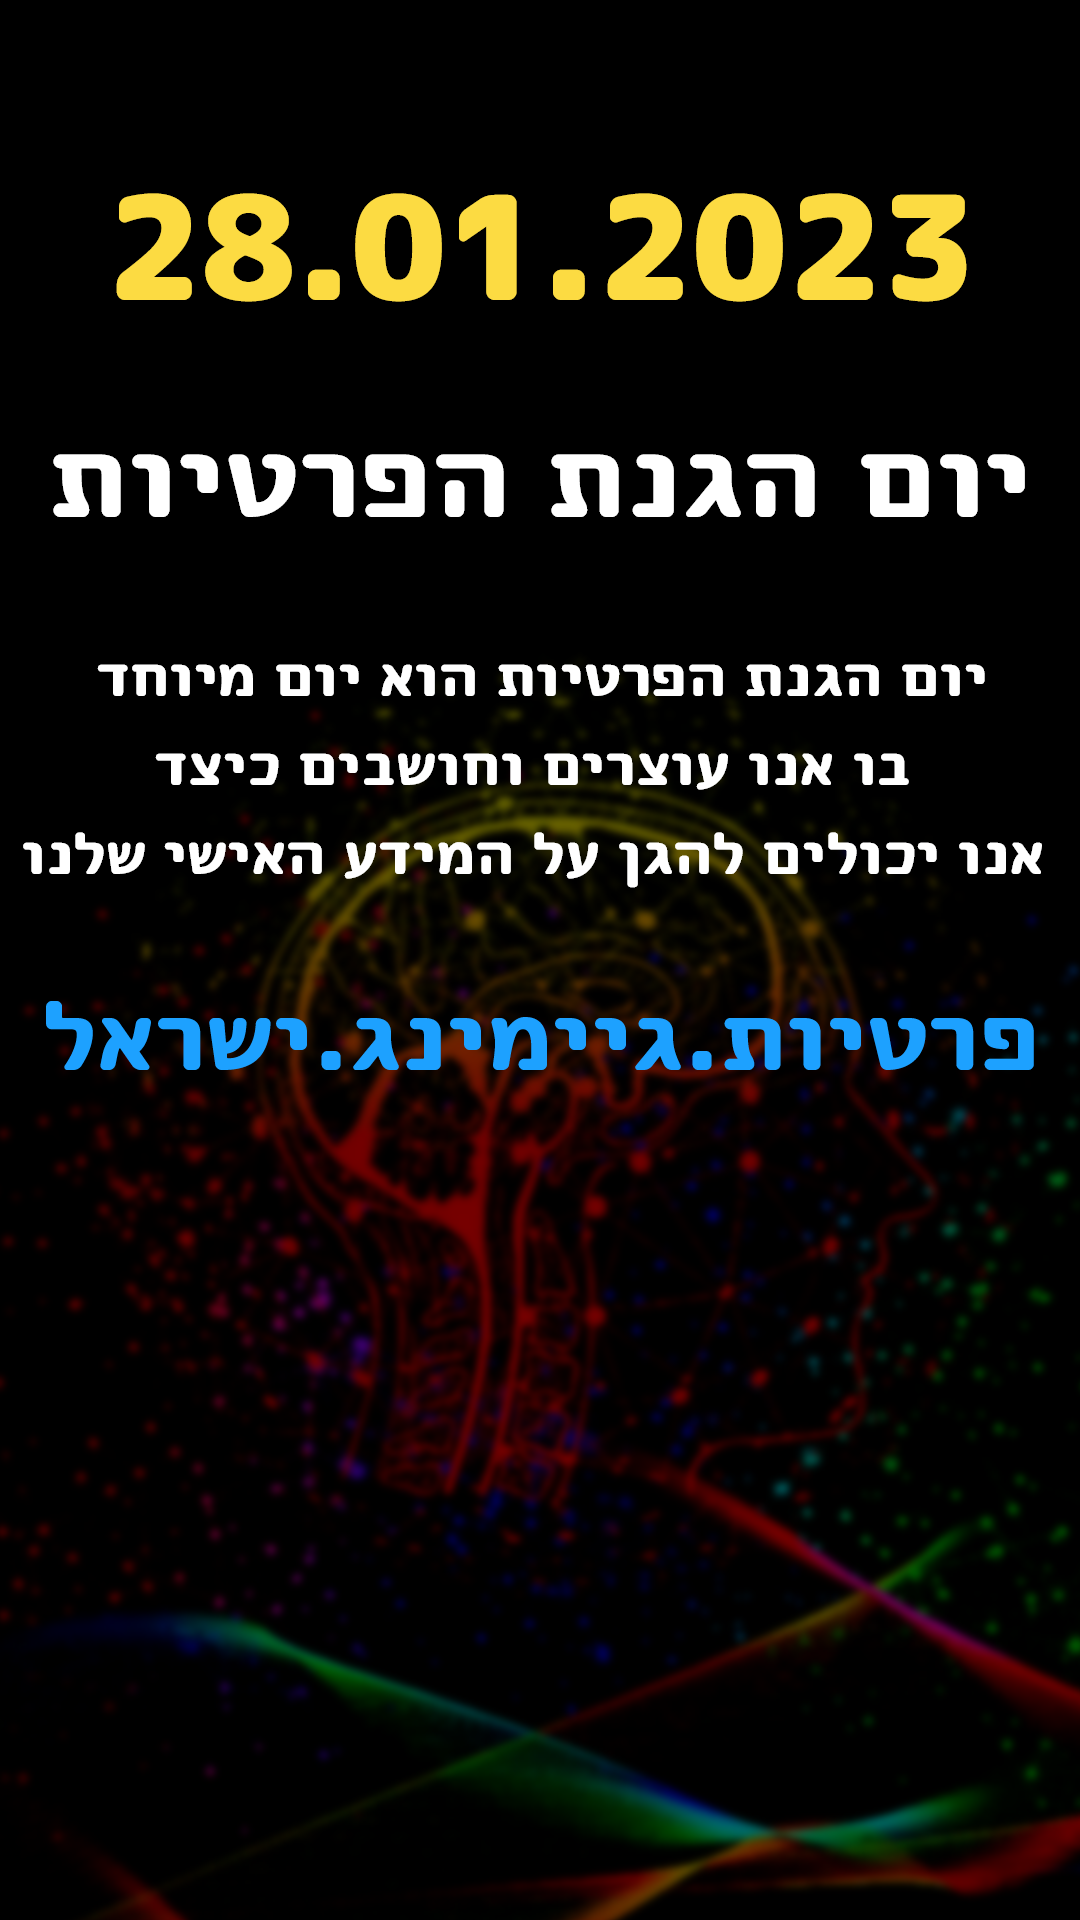 28.01.2023
יום הגנת הפרטיות
יום הגנת הפרטיות הוא יום מיוחד
בו אנו עוצרים וחושבים כיצד
אנו יכולים להגן על המידע האישי שלנו
פרטיות.גיימינג.ישראל